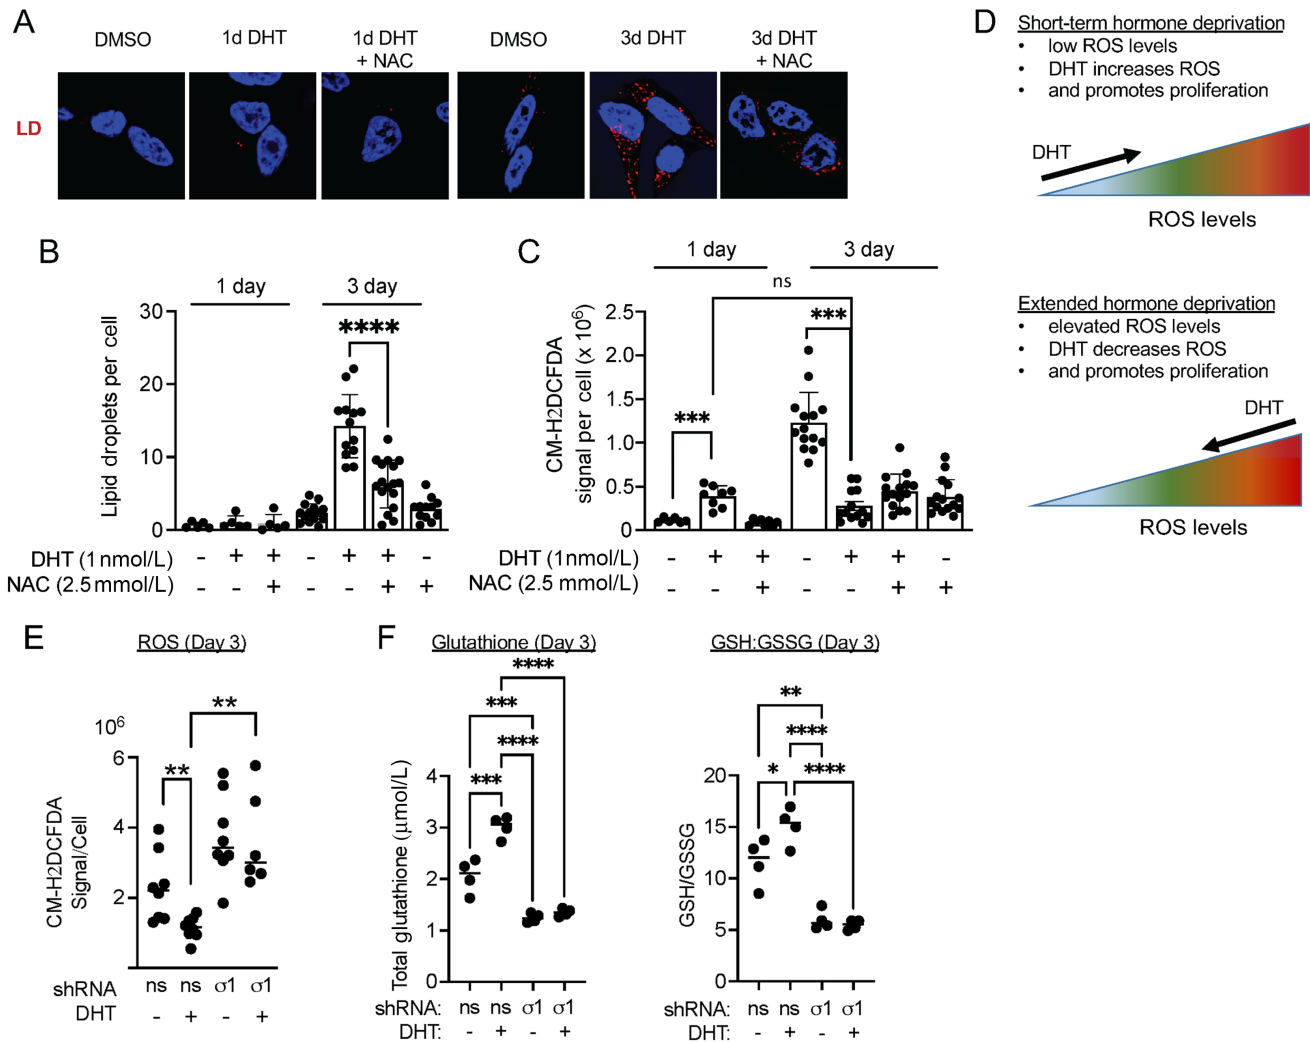 A
DMSO
1d DHT
1d DHT
+ NAC
DMSO
3d DHT
3d DHT
+ NAC
LD
B
1 day
3 day
Lipid droplets per cell
30
20
10
0
****
DHT (1 nmol/L)
- + + - + + -
NAC (2.5 mmol/L)
- - + - - + +
C
1 day
3 day
ns
***
***
CM-H2DCFDA
signal per cell (x 10⁶)
2.5
2.0
1.5
1.0
0.5
0
DHT (1nmol/L)
- + + - + + -
NAC (2.5 mmol/L)
- - + - - + +
D
Short-term hormone deprivation
• low ROS levels
• DHT increases ROS
• and promotes proliferation
DHT
ROS levels
Extended hormone deprivation
• elevated ROS levels
• DHT decreases ROS
• and promotes proliferation
DHT
ROS levels
E
ROS (Day 3)
10⁶
**
**
CM-H2DCFDA
Signal/Cell
6
4
2
shRNA ns ns σ1 σ1
DHT - + - +
F
Glutathione (Day 3)
****
***
****
***
Total glutathione (μmol/L)
4
3
2
1
0
shRNA: ns ns σ1 σ1
DHT: - + - +
GSH:GSSG (Day 3)
**
****
* ****
GSH/GSSG
20
15
10
5
0
shRNA: ns ns σ1 σ1
DHT: - + - +